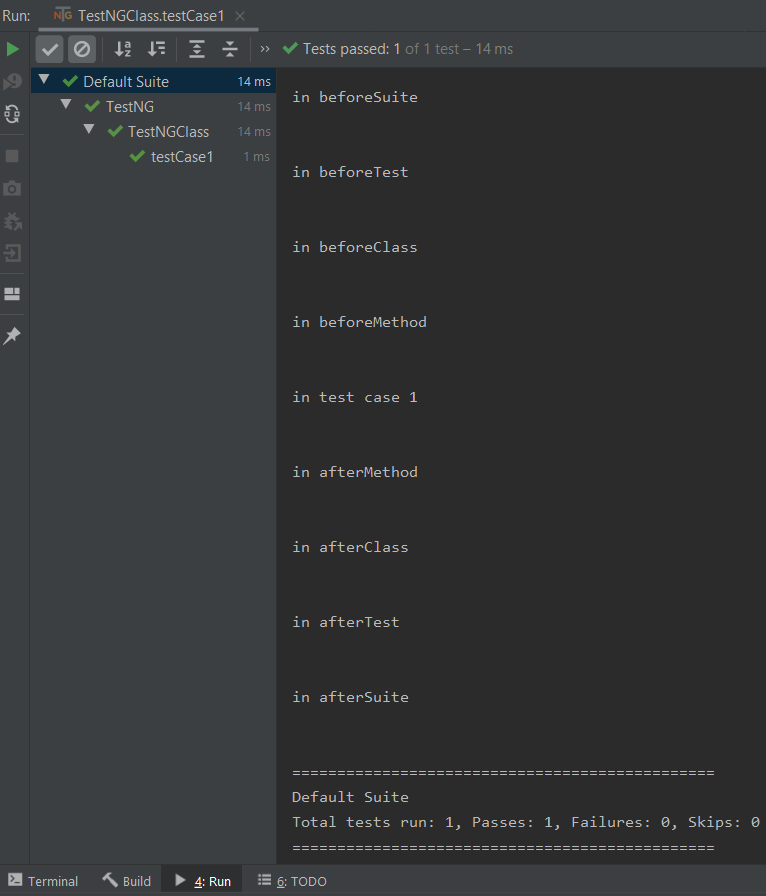 Run: NTG TestNGClass.testCase1
Tests passed: 1 of 1 test – 14 ms
Default Suite 14 ms
TestNG 14 ms
TestNGClass 14 ms
testCase1 1 ms
in beforeSuite
in beforeTest
in beforeClass
in beforeMethod
in test case 1
in afterMethod
in afterClass
in afterTest
in afterSuite
===============================================
Default Suite
Total tests run: 1, Passes: 1, Failures: 0, Skips: 0
===============================================
Terminal Build 4: Run 6: TODO